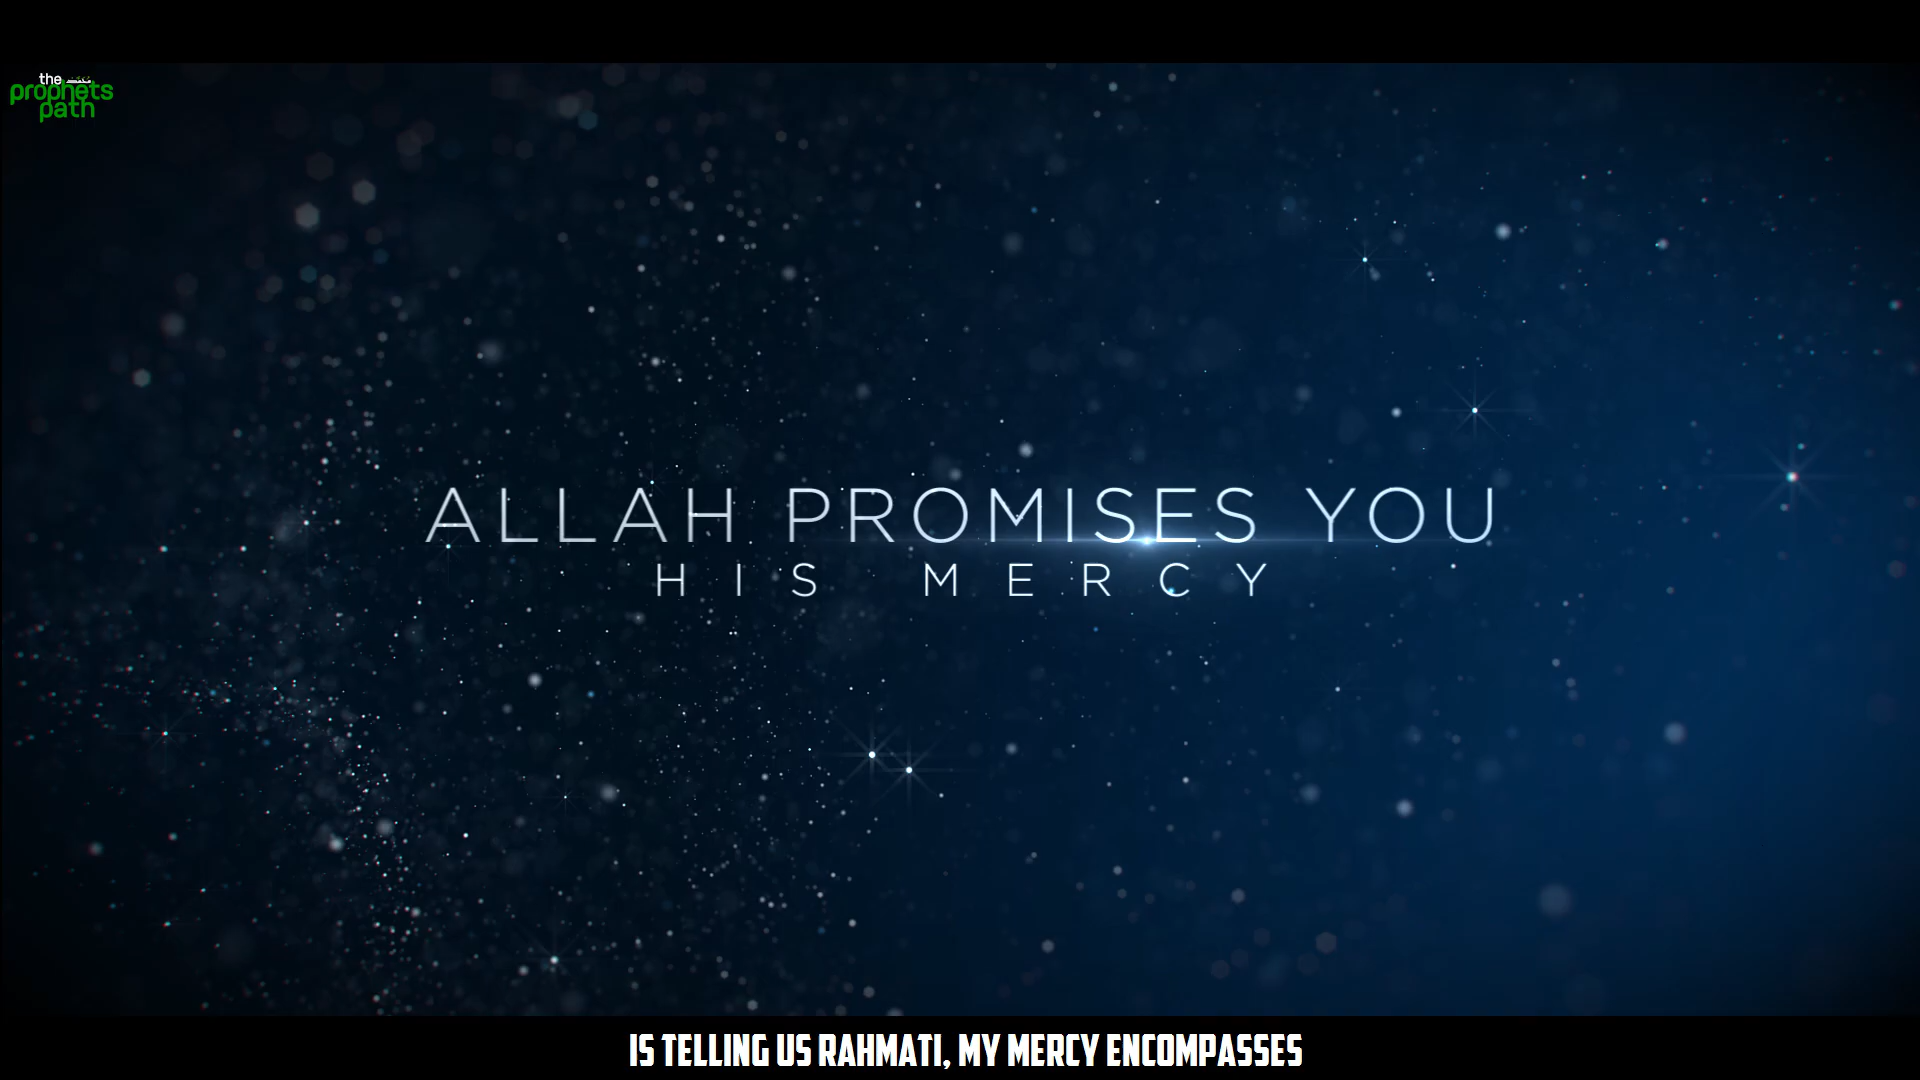 the
prophets
path
ALLAH PROMISES YOU
HIS MERCY
IS TELLING US RAHMATI, MY MERCY ENCOMPASSES